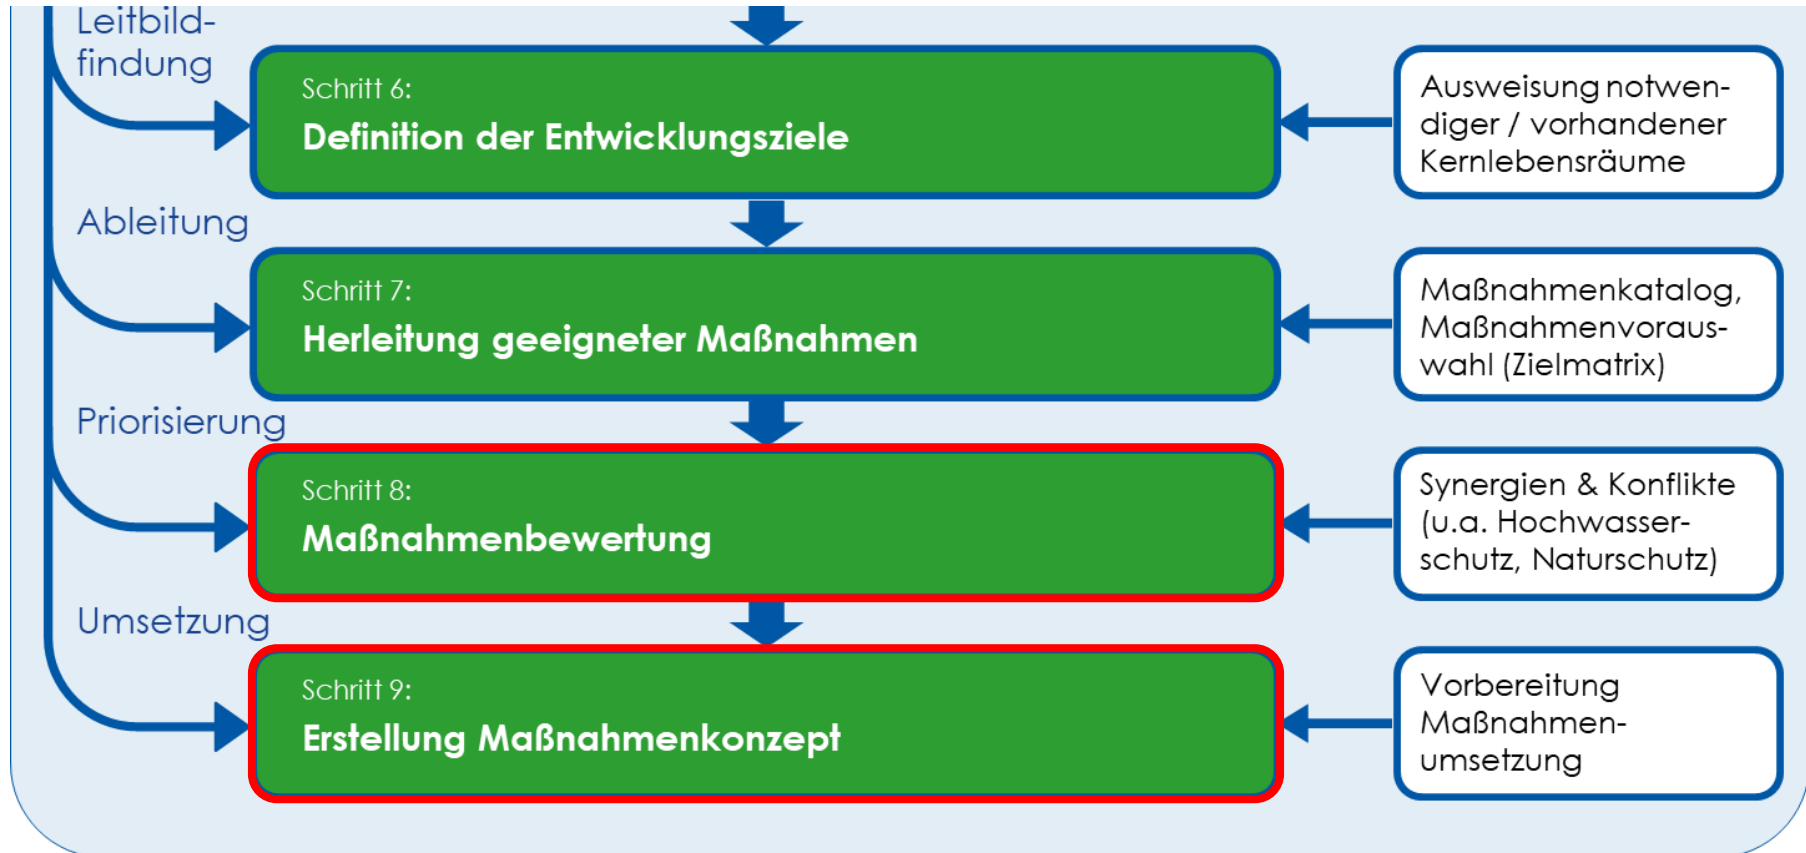 Leitbild-
findung
Schritt 6:
Definition der Entwicklungsziele
Ausweisung notwen-
diger / vorhandener
Kernlebensräume
Ableitung
Schritt 7:
Herleitung geeigneter Maßnahmen
Maßnahmenkatalog,
Maßnahmenvoraus-
wahl (Zielmatrix)
Priorisierung
Schritt 8:
Maßnahmenbewertung
Synergien & Konflikte
(u.a. Hochwasser-
schutz, Naturschutz)
Umsetzung
Schritt 9:
Erstellung Maßnahmenkonzept
Vorbereitung
Maßnahmen-
umsetzung